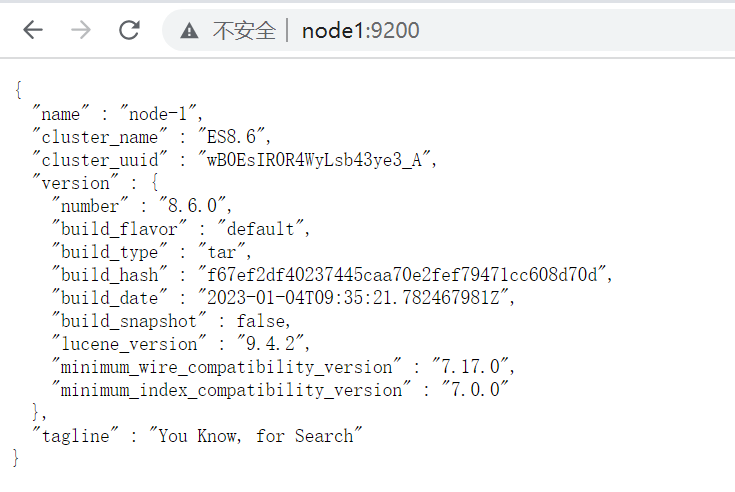 不安全 | node1:9200
{
  "name" : "node-1",
  "cluster_name" : "ES8.6",
  "cluster_uuid" : "wB0EsIR0R4WyLsb43ye3_A",
  "version" : {
    "number" : "8.6.0",
    "build_flavor" : "default",
    "build_type" : "tar",
    "build_hash" : "f67ef2df40237445caa70e2fef79471cc608d70d",
    "build_date" : "2023-01-04T09:35:21.782467981Z",
    "build_snapshot" : false,
    "lucene_version" : "9.4.2",
    "minimum_wire_compatibility_version" : "7.17.0",
    "minimum_index_compatibility_version" : "7.0.0"
  },
  "tagline" : "You Know, for Search"
}